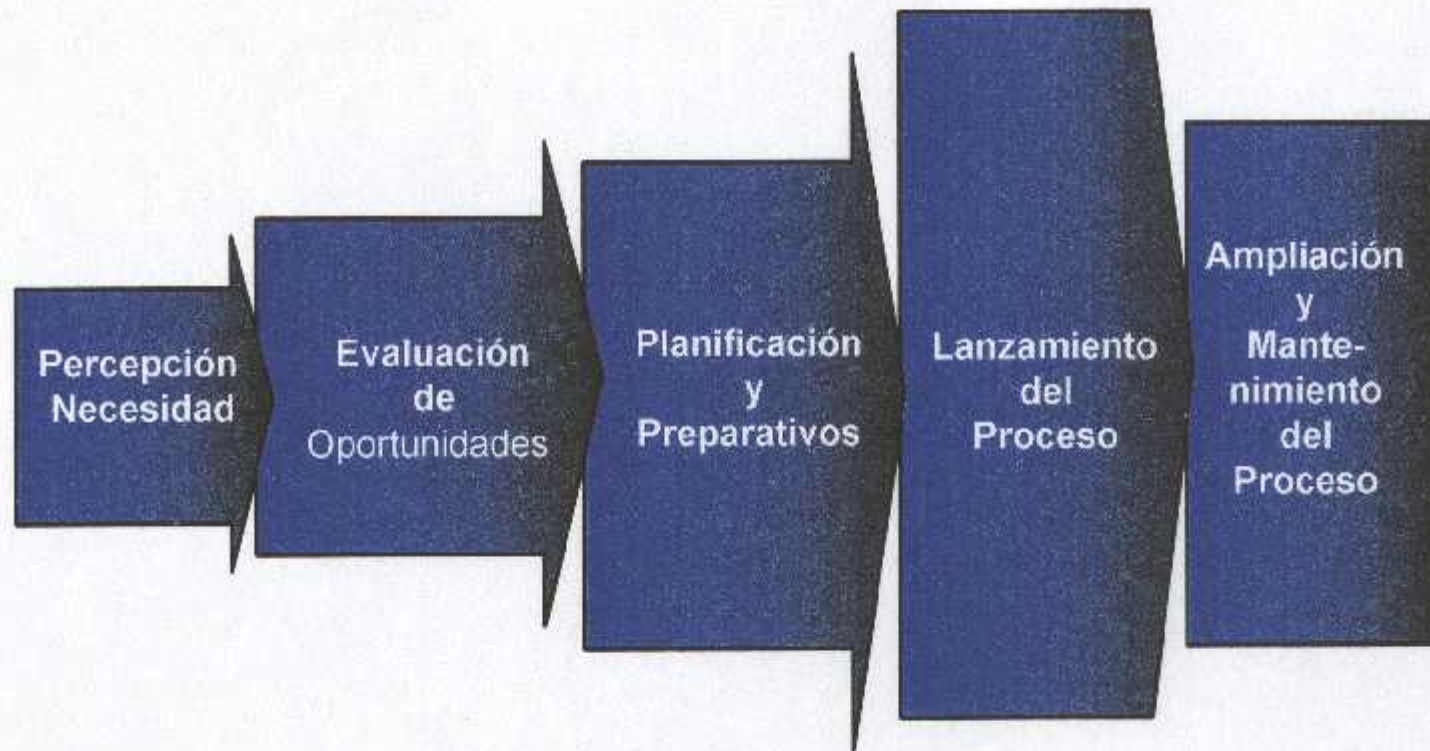 Percepción
Necesidad
Evaluación
de
Oportunidades
Planificación
y
Preparativos
Lanzamiento
del
Proceso
Ampliación
y
Mante-
nimiento
del
Proceso